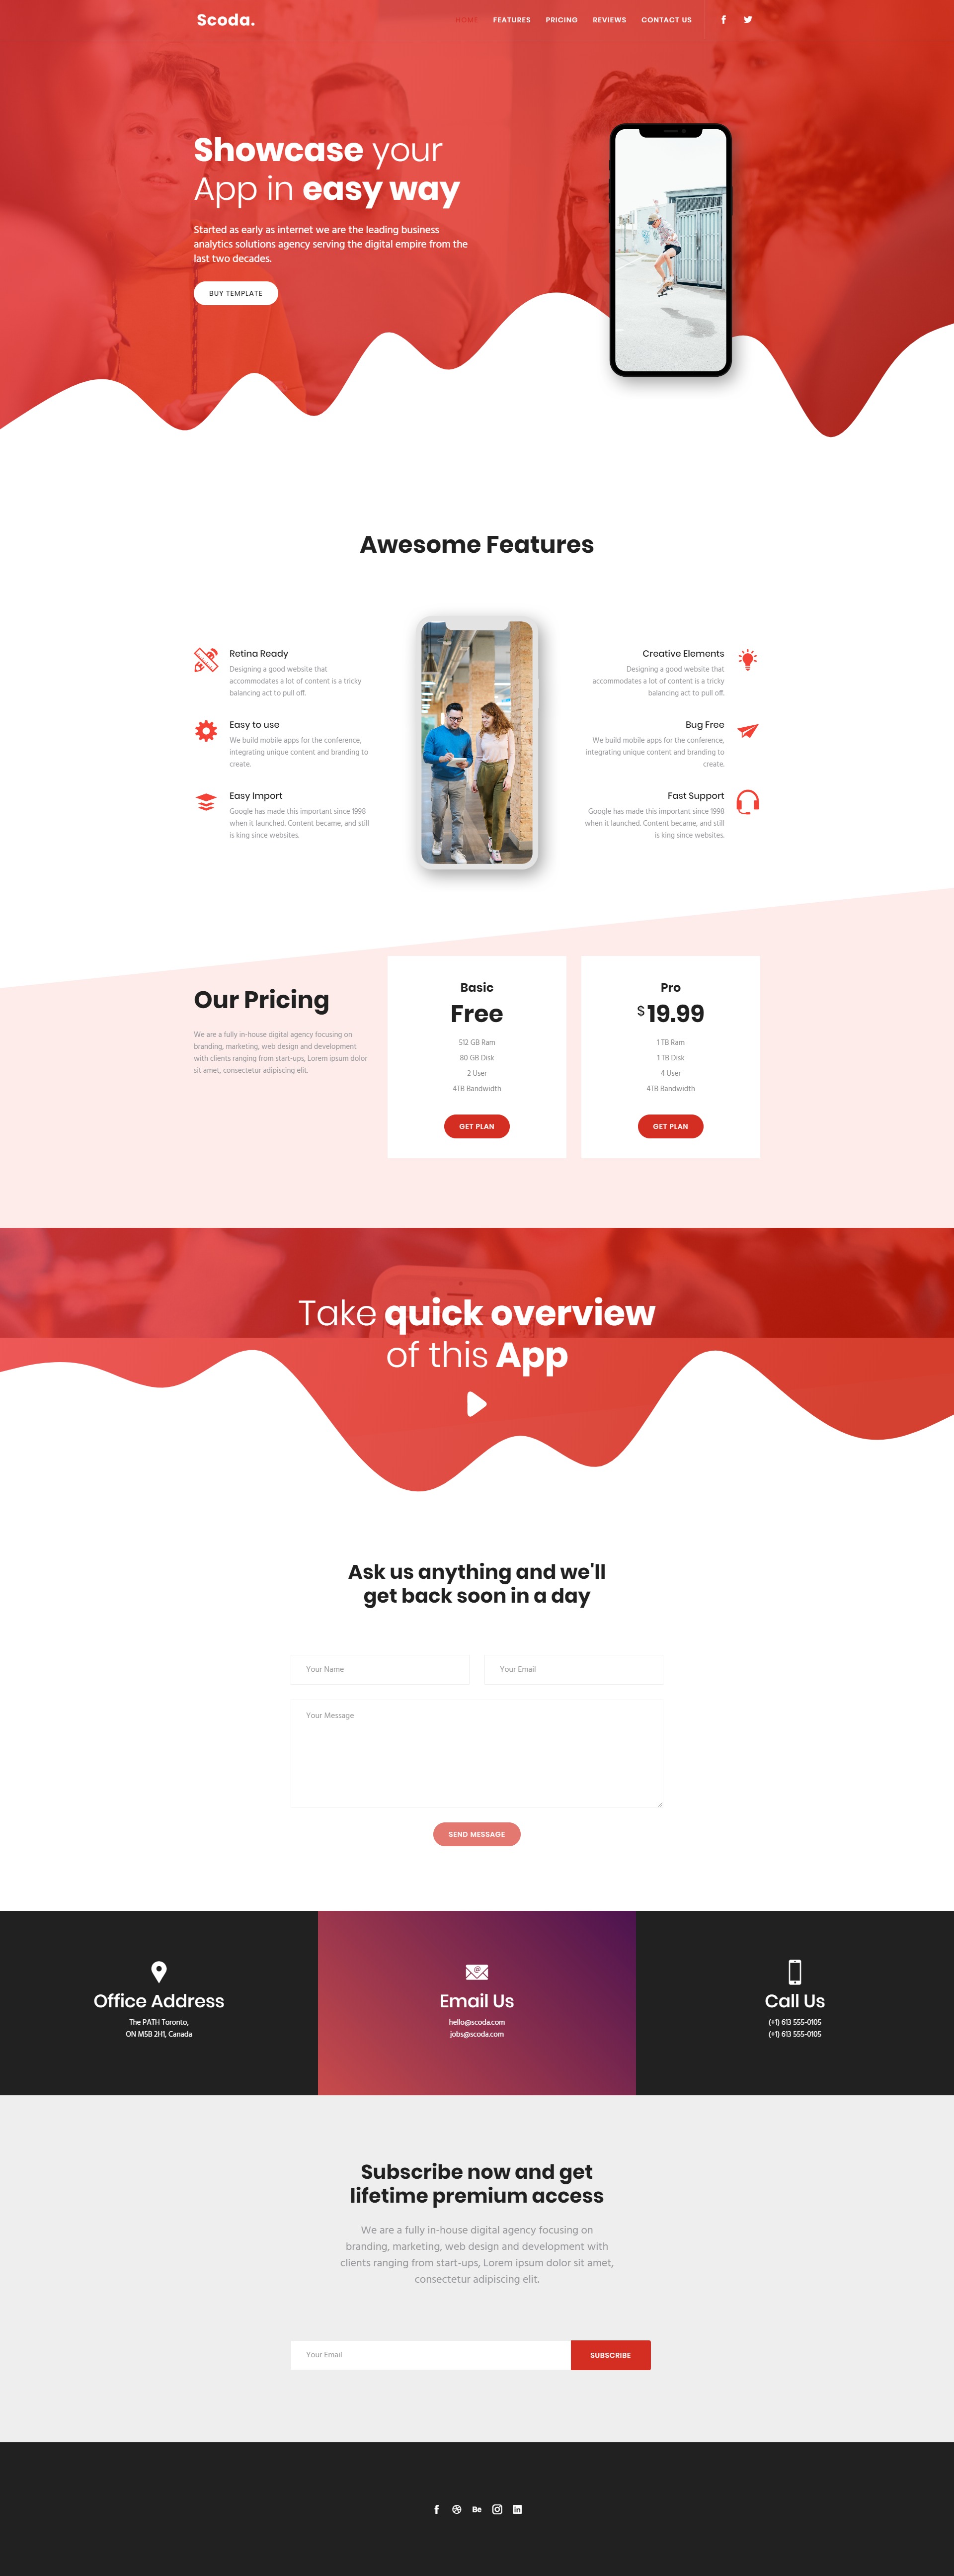 Scoda.
HOME FEATURES PRICING REVIEWS CONTACT US
Showcase your
App in easy way
Started as early as internet we are the leading business
analytics solutions agency serving the digital empire from the
last two decades.
BUY TEMPLATE
Awesome Features
Retina Ready
Designing a good website that
accommodates a lot of content is a tricky
balancing act to pull off.
Easy to use
We build mobile apps for the conference,
integrating unique content and branding to
create.
Easy Import
Google has made this important since 1998
when it launched. Content became, and still
is king since websites.
Creative Elements
Designing a good website that
accommodates a lot of content is a tricky
balancing act to pull off.
Bug Free
We build mobile apps for the conference,
integrating unique content and branding to
create.
Fast Support
Google has made this important since 1998
when it launched. Content became, and still
is king since websites.
Our Pricing
We are a fully in-house digital agency focusing on
branding, marketing, web design and development
with clients ranging from start-ups, Lorem ipsum dolor
sit amet, consectetur adipiscing elit.
Basic
Free
512 GB Ram
80 GB Disk
2 User
4TB Bandwidth
GET PLAN
Pro
$19.99
1 TB Ram
1 TB Disk
4 User
4TB Bandwidth
GET PLAN
Take quick overview
of this App
Ask us anything and we'll
get back soon in a day
Your Name
Your Email
Your Message
SEND MESSAGE
Office Address
The PATH Toronto,
ON M5B 2H1, Canada
Email Us
hello@scoda.com
jobs@scoda.com
Call Us
(+1) 613 555-0105
(+1) 613 555-0105
Subscribe now and get
lifetime premium access
We are a fully in-house digital agency focusing on
branding, marketing, web design and development with
clients ranging from start-ups, Lorem ipsum dolor sit amet,
consectetur adipiscing elit.
Your Email
SUBSCRIBE